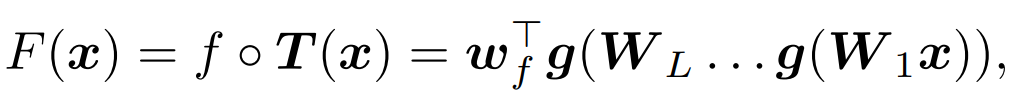 F(x) = f ∘ T(x) = w_f^⊤ g(W_L … g(W_1 x)),